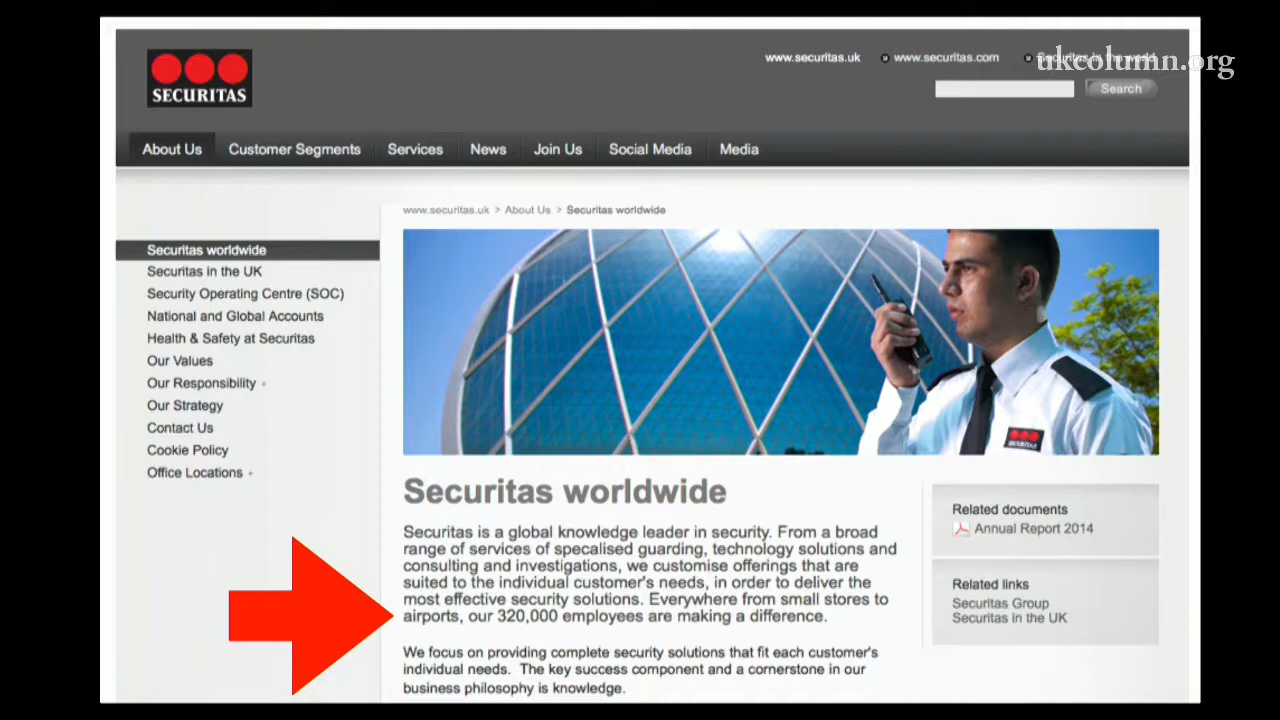 SECURITAS
www.securitas.uk
www.securitas.com
ukcolumn.org
Search
About Us
Customer Segments
Services
News
Join Us
Social Media
Media
www.securitas.uk > About Us > Securitas worldwide
Securitas worldwide
Securitas in the UK
Security Operating Centre (SOC)
National and Global Accounts
Health & Safety at Securitas
Our Values
Our Responsibility +
Our Strategy
Contact Us
Cookie Policy
Office Locations +
SECURITAS
Securitas worldwide
Securitas is a global knowledge leader in security. From a broad
range of services of specalised guarding, technology solutions and
consulting and investigations, we customise offerings that are
suited to the individual customer's needs, in order to deliver the
most effective security solutions. Everywhere from small stores to
airports, our 320,000 employees are making a difference.
We focus on providing complete security solutions that fit each customer's
individual needs. The key success component and a cornerstone in our
business philosophy is knowledge.
Related documents
Annual Report 2014
Related links
Securitas Group
Securitas in the UK